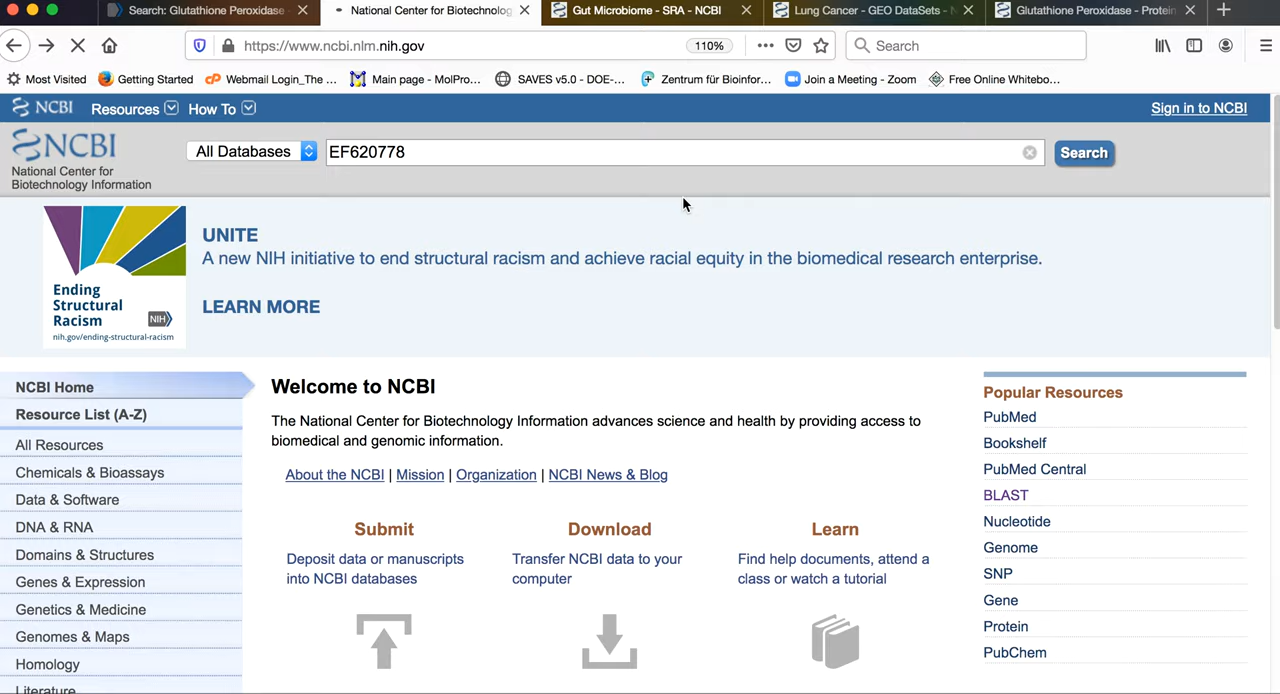 Search: Glutathione Peroxidase
National Center for Biotechnolog
Gut Microbiome - SRA - NCBI
Lung Cancer - GEO DataSets - N
Glutathione Peroxidase - Protein
https://www.ncbi.nlm.nih.gov
110%
Search
Most Visited
Getting Started
Webmail Login_The ...
Main page - MolPro...
SAVES v5.0 - DOE-...
Zentrum für Bioinfor...
Join a Meeting - Zoom
Free Online Whitebo...
NCBI
Resources
How To
Sign in to NCBI
NCBI
National Center for
Biotechnology Information
All Databases
EF620778
Search
Ending
Structural
Racism
NIH
nih.gov/ending-structural-racism
UNITE
A new NIH initiative to end structural racism and achieve racial equity in the biomedical research enterprise.
LEARN MORE
NCBI Home
Resource List (A-Z)
All Resources
Chemicals & Bioassays
Data & Software
DNA & RNA
Domains & Structures
Genes & Expression
Genetics & Medicine
Genomes & Maps
Homology
Literature
Welcome to NCBI
The National Center for Biotechnology Information advances science and health by providing access to
biomedical and genomic information.
About the NCBI | Mission | Organization | NCBI News & Blog
Submit
Deposit data or manuscripts
into NCBI databases
Download
Transfer NCBI data to your
computer
Learn
Find help documents, attend a
class or watch a tutorial
Popular Resources
PubMed
Bookshelf
PubMed Central
BLAST
Nucleotide
Genome
SNP
Gene
Protein
PubChem